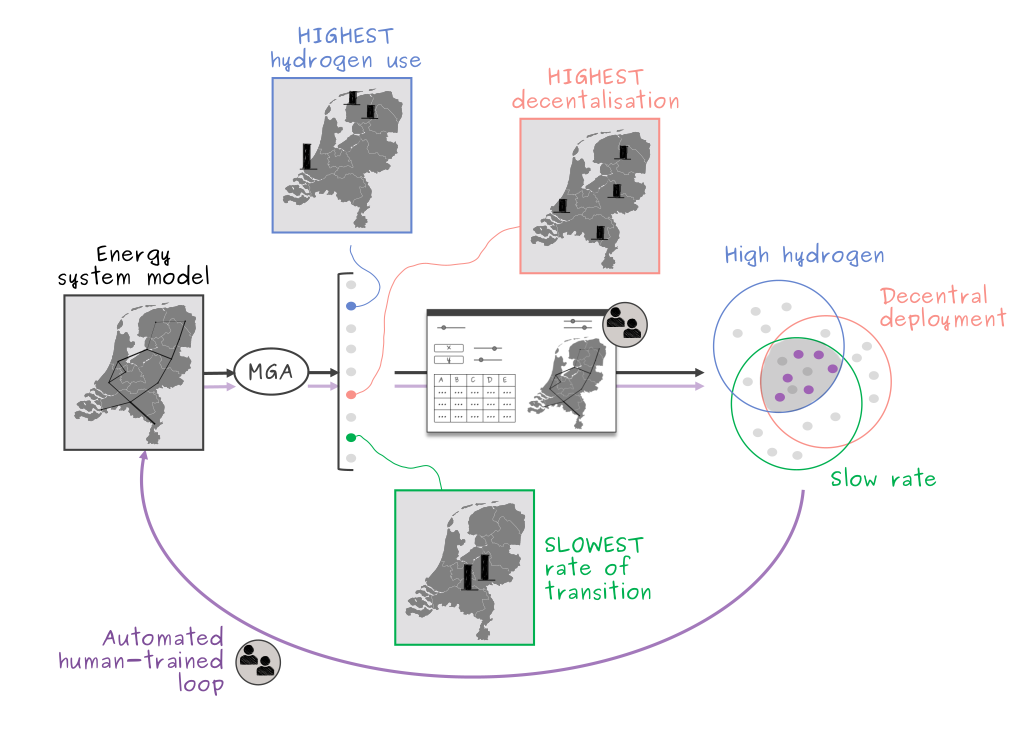 HIGHEST
hydrogen use
HIGHEST
decentalisation
Energy
system model
MGA
x
y
A B C D E
... ... ... ... ...
... ... ... ... ...
... ... ... ... ...
High hydrogen
Decentral
deployment
Slow rate
SLOWEST
rate of
transition
Automated
human-trained
loop